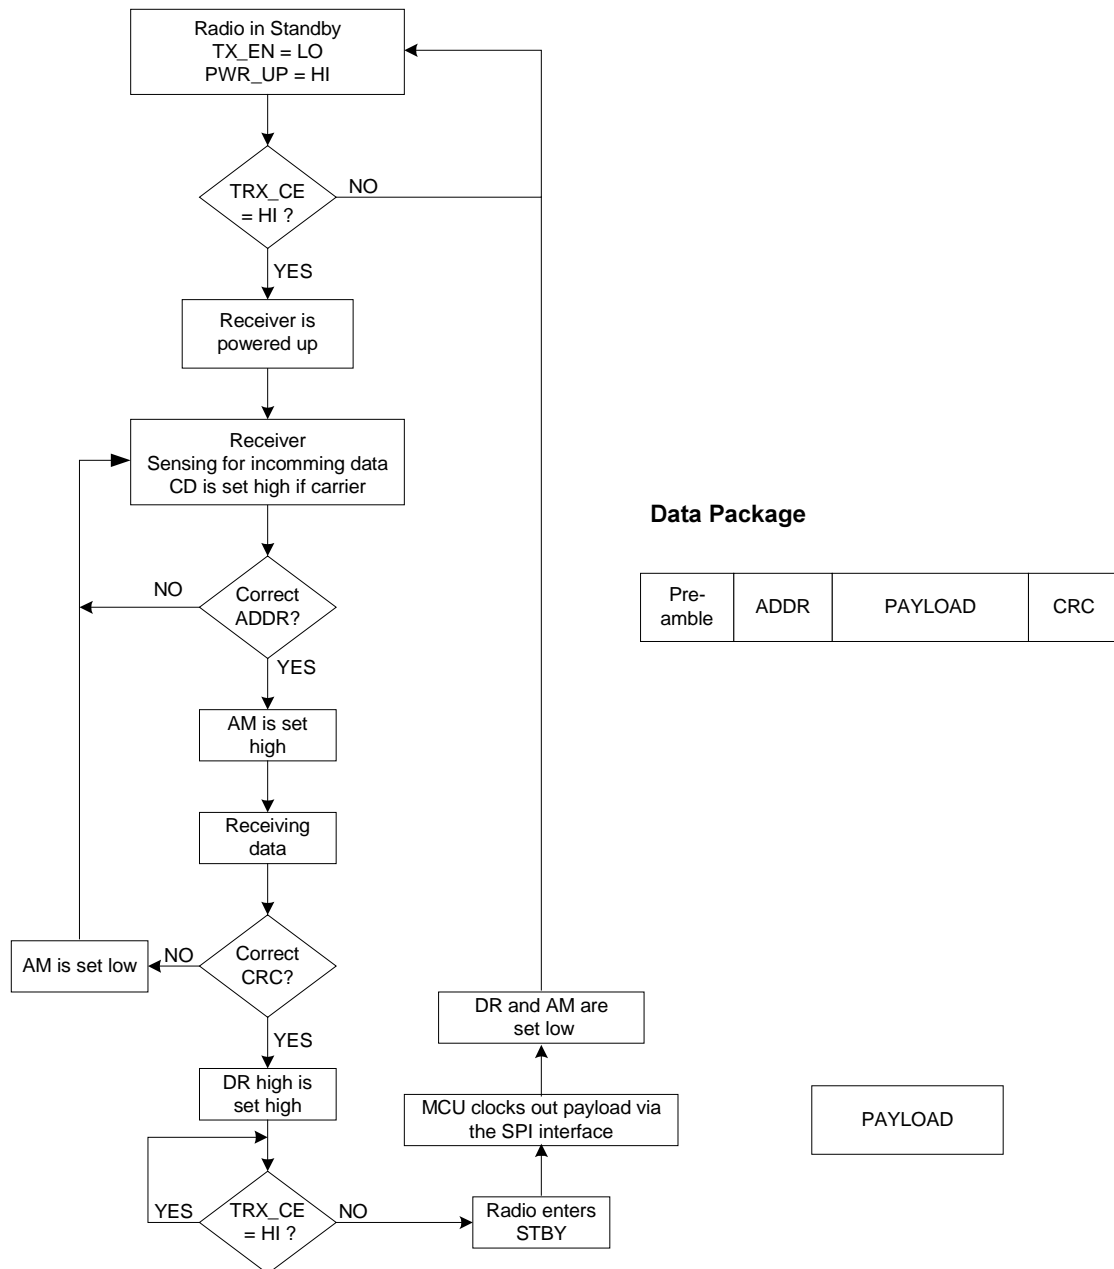 Radio in Standby
TX_EN = LO
PWR_UP = HI
TRX_CE
= HI ?
NO
YES
Receiver is
powered up
Receiver
Sensing for incomming data
CD is set high if carrier
Data Package
Pre-
amble
ADDR
PAYLOAD
CRC
NO
Correct
ADDR?
YES
AM is set
high
Receiving
data
Correct
CRC?
NO
AM is set low
YES
DR and AM are
set low
DR high is
set high
MCU clocks out payload via
the SPI interface
PAYLOAD
YES
TRX_CE
= HI ?
NO
Radio enters
STBY